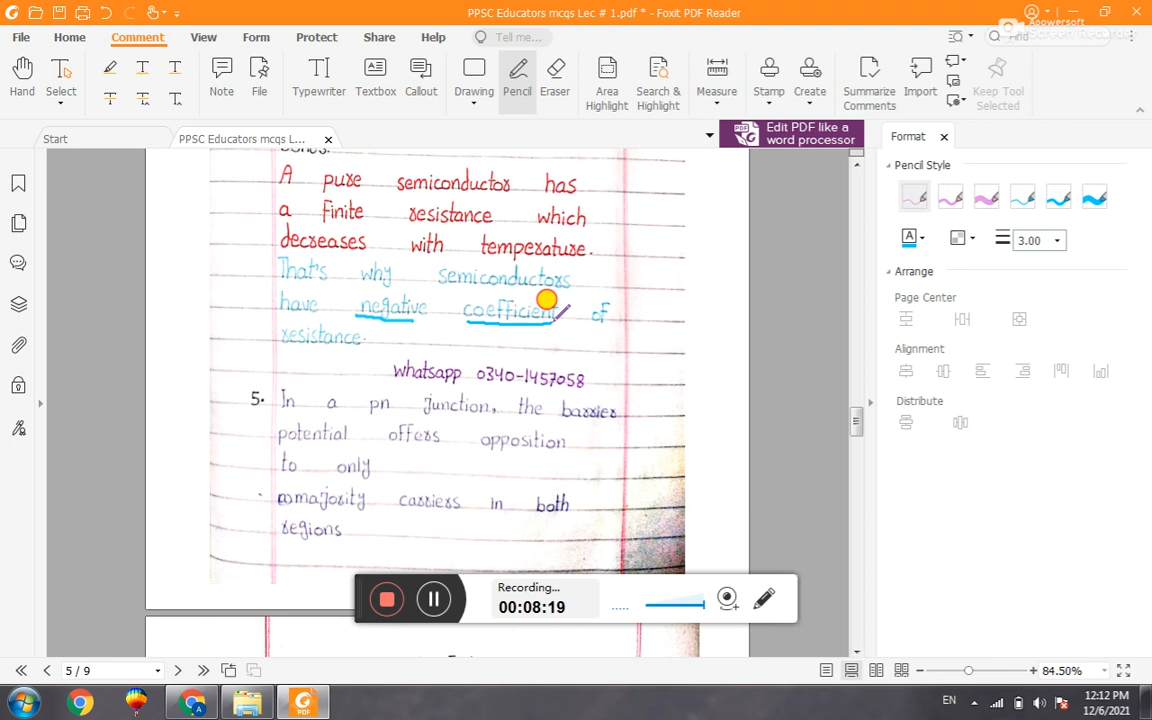 PPSC Educators mcqs Lec # 1.pdf * - Foxit PDF Reader
Apowersoft
Screen Recorder
File Home Comment View Form Protect Share Help Tell me... Find
Hand Select Note File Typewriter Textbox Callout Drawing Pencil Eraser Area Highlight Search & Highlight Measure Stamp Create Summarize Comments Import Keep Tool Selected
Start PPSC Educators mcqs L...
Edit PDF like a
word processor
Format
Pencil Style
3.00
Arrange
Page Center
Alignment
Distribute
A pure semiconductor has
a finite resistance which
decreases with temperature.
That's why semiconductors
have negative coefficient of
resistance.
whatsapp 0340-1457058
5. In a pn junction, the barrier
potential offers opposition
to only
majority carriers in both
regions
Recording...
00:08:19
5 / 9
84.50%
EN
12:12 PM
12/6/2021